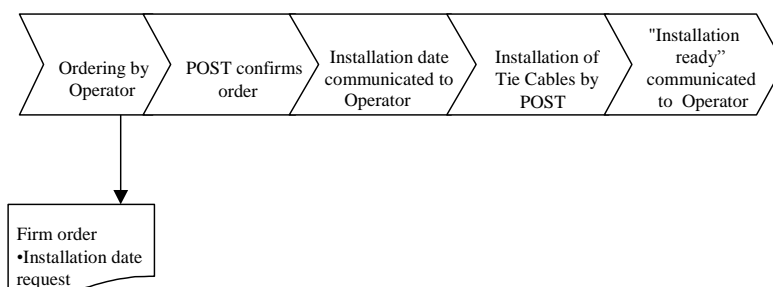 Ordering by
Operator
POST confirms
order
Installation date
communicated to
Operator
Installation of
Tie Cables by
POST
"Installation
ready”
communicated
to Operator
Firm order
•Installation date
request